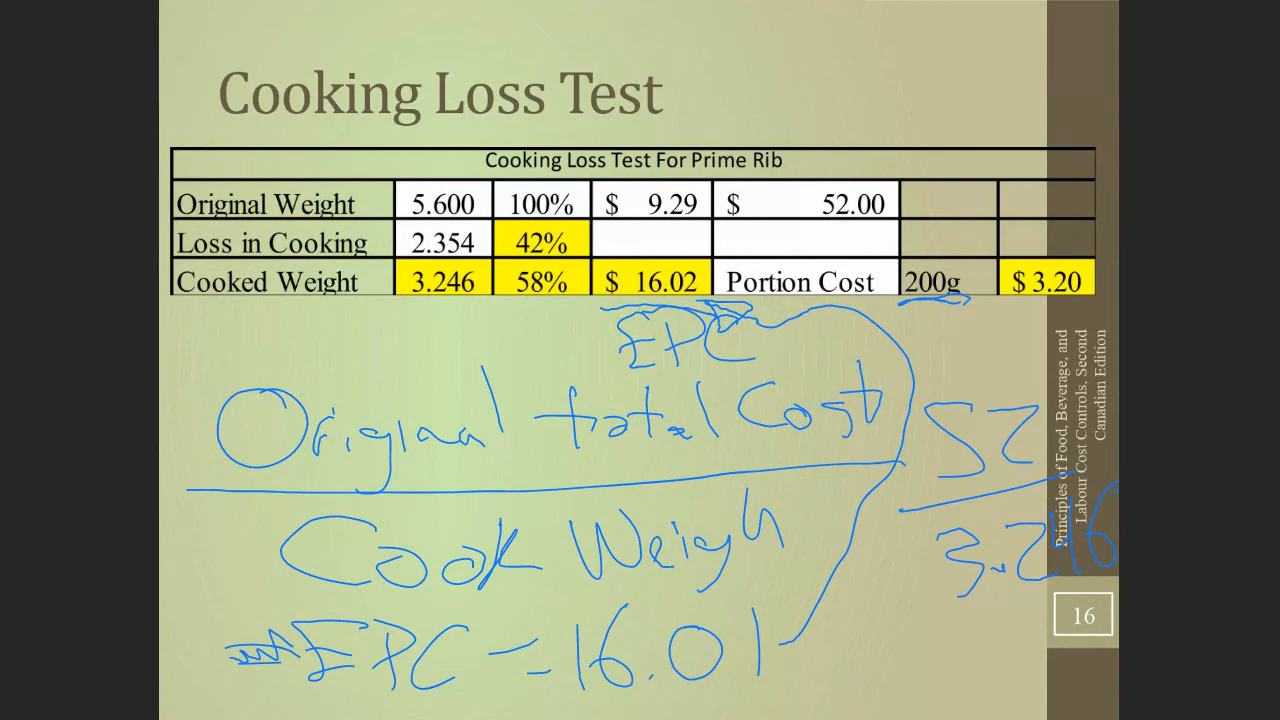 Cooking Loss Test
Cooking Loss Test For Prime Rib
Original Weight 5.600 100% $ 9.29 $ 52.00
Loss in Cooking 2.354 42%
Cooked Weight 3.246 58% $ 16.02 Portion Cost 200g $ 3.20
EPC
Original total Cost
52
Cook Weigh
3.246
EPC = 16.01
Principles of Food, Beverage, and
Labour Cost Controls, Second
Canadian Edition
16